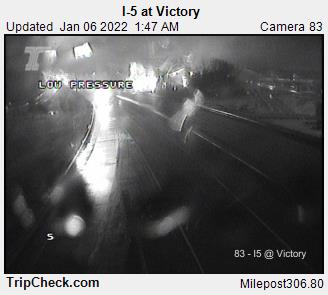 I-5 at Victory
Updated Jan 06 2022 1:47 AM Camera 83
LOW PRESSURE
S
83 - I5 @ Victory
TripCheck.com Milepost306.80